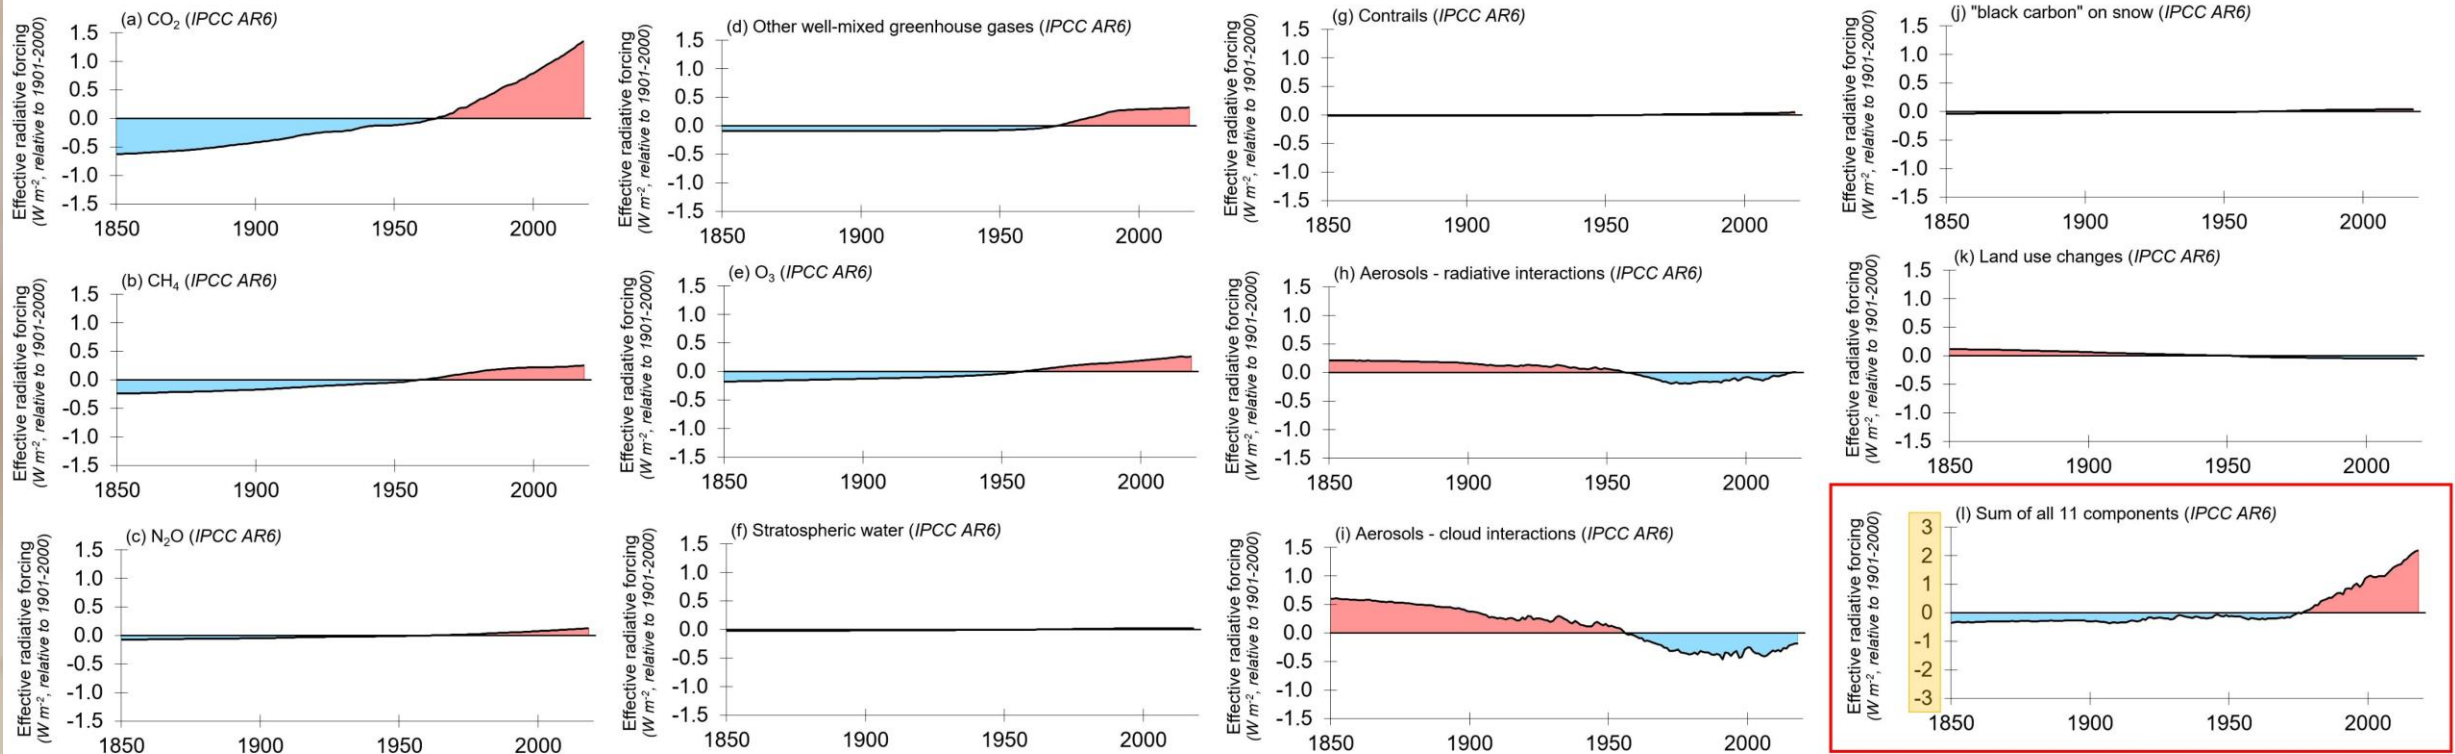 (a) CO₂ (IPCC AR6)
Effective radiative forcing
(W m⁻², relative to 1901-2000)
1.5
1.0
0.5
0.0
-0.5
-1.0
-1.5
1850 1900 1950 2000
(b) CH₄ (IPCC AR6)
Effective radiative forcing
(W m⁻², relative to 1901-2000)
1.5
1.0
0.5
0.0
-0.5
-1.0
-1.5
1850 1900 1950 2000
(c) N₂O (IPCC AR6)
Effective radiative forcing
(W m⁻², relative to 1901-2000)
1.5
1.0
0.5
0.0
-0.5
-1.0
-1.5
1850 1900 1950 2000
(d) Other well-mixed greenhouse gases (IPCC AR6)
Effective radiative forcing
(W m⁻², relative to 1901-2000)
1.5
1.0
0.5
0.0
-0.5
-1.0
-1.5
1850 1900 1950 2000
(e) O₃ (IPCC AR6)
Effective radiative forcing
(W m⁻², relative to 1901-2000)
1.5
1.0
0.5
0.0
-0.5
-1.0
-1.5
1850 1900 1950 2000
(f) Stratospheric water (IPCC AR6)
Effective radiative forcing
(W m⁻², relative to 1901-2000)
1.5
1.0
0.5
0.0
-0.5
-1.0
-1.5
1850 1900 1950 2000
(g) Contrails (IPCC AR6)
Effective radiative forcing
(W m⁻², relative to 1901-2000)
1.5
1.0
0.5
0.0
-0.5
-1.0
-1.5
1850 1900 1950 2000
(h) Aerosols - radiative interactions (IPCC AR6)
Effective radiative forcing
(W m⁻², relative to 1901-2000)
1.5
1.0
0.5
0.0
-0.5
-1.0
-1.5
1850 1900 1950 2000
(i) Aerosols - cloud interactions (IPCC AR6)
Effective radiative forcing
(W m⁻², relative to 1901-2000)
1.5
1.0
0.5
0.0
-0.5
-1.0
-1.5
1850 1900 1950 2000
(j) "black carbon" on snow (IPCC AR6)
Effective radiative forcing
(W m⁻², relative to 1901-2000)
1.5
1.0
0.5
0.0
-0.5
-1.0
-1.5
1850 1900 1950 2000
(k) Land use changes (IPCC AR6)
Effective radiative forcing
(W m⁻², relative to 1901-2000)
1.5
1.0
0.5
0.0
-0.5
-1.0
-1.5
1850 1900 1950 2000
(l) Sum of all 11 components (IPCC AR6)
Effective radiative forcing
(W m⁻², relative to 1901-2000)
3
2
1
0
-1
-2
-3
1850 1900 1950 2000